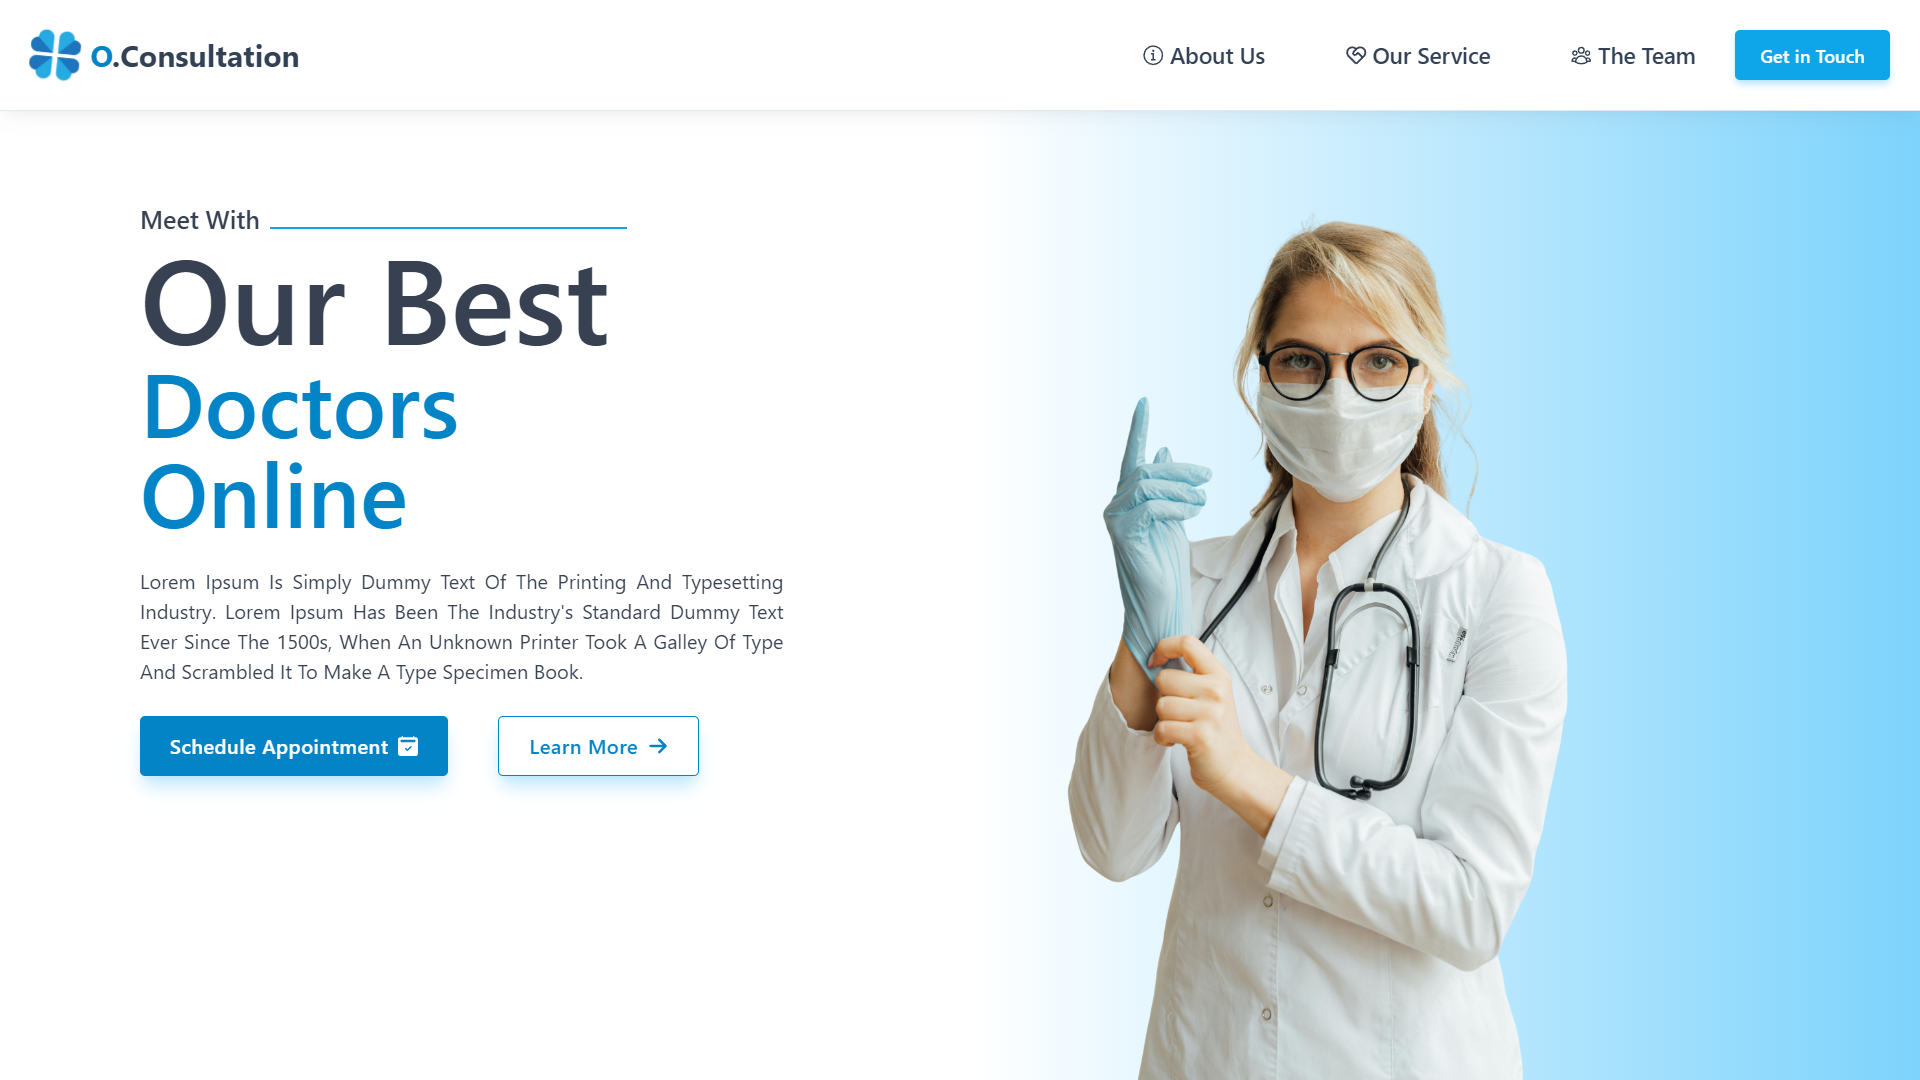 O.Consultation
About Us
Our Service
The Team
Get in Touch
Meet With
Our Best
Doctors
Online
Lorem Ipsum Is Simply Dummy Text Of The Printing And Typesetting
Industry. Lorem Ipsum Has Been The Industry's Standard Dummy Text
Ever Since The 1500s, When An Unknown Printer Took A Galley Of Type
And Scrambled It To Make A Type Specimen Book.
Schedule Appointment
Learn More